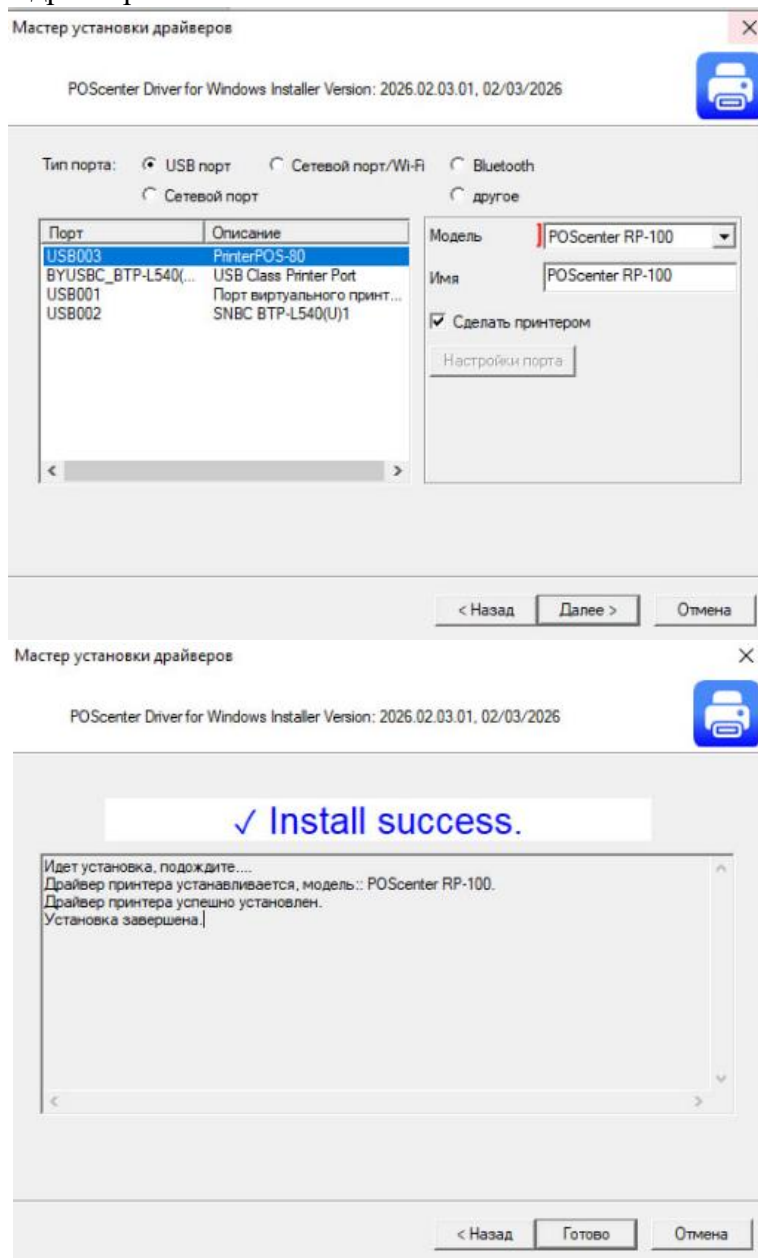 Мастер установки драйверов
POScenter Driver for Windows Installer Version: 2026.02.03.01, 02/03/2026
Тип порта: USB порт Сетевой порт/Wi-Fi Bluetooth
Сетевой порт другое
Порт Описание
USB003 PrinterPOS-80
BYUSBC_BTP-L540(... USB Class Printer Port
USB001 Порт виртуального принт...
USB002 SNBC BTP-L540(U)1
Модель POScenter RP-100
Имя POScenter RP-100
Сделать принтером
Настройки порта
< Назад Далее > Отмена
Мастер установки драйверов
POScenter Driver for Windows Installer Version: 2026.02.03.01, 02/03/2026
✓ Install success.
Идет установка, подождите....
Драйвер принтера устанавливается, модель:: POScenter RP-100.
Драйвер принтера успешно установлен.
Установка завершена.
< Назад Готово Отмена